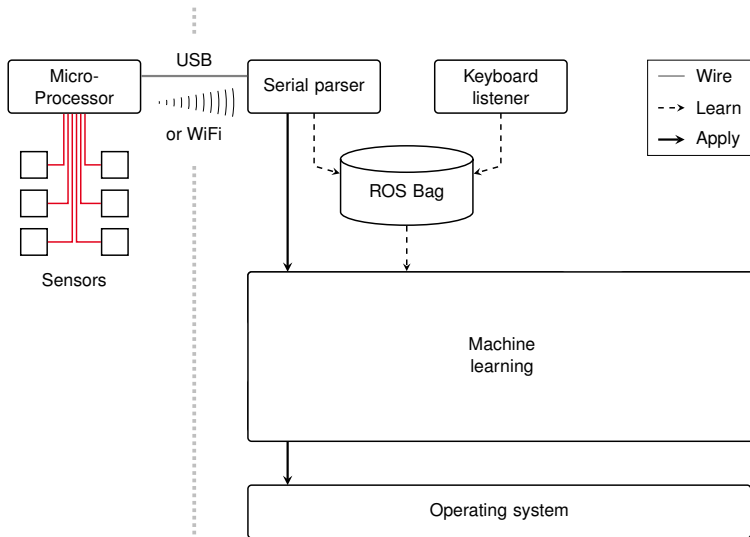 USB
Micro-
Processor
Serial parser
Keyboard
listener
Wire
Learn
Apply
or WiFi
ROS Bag
Sensors
Machine
learning
Operating system